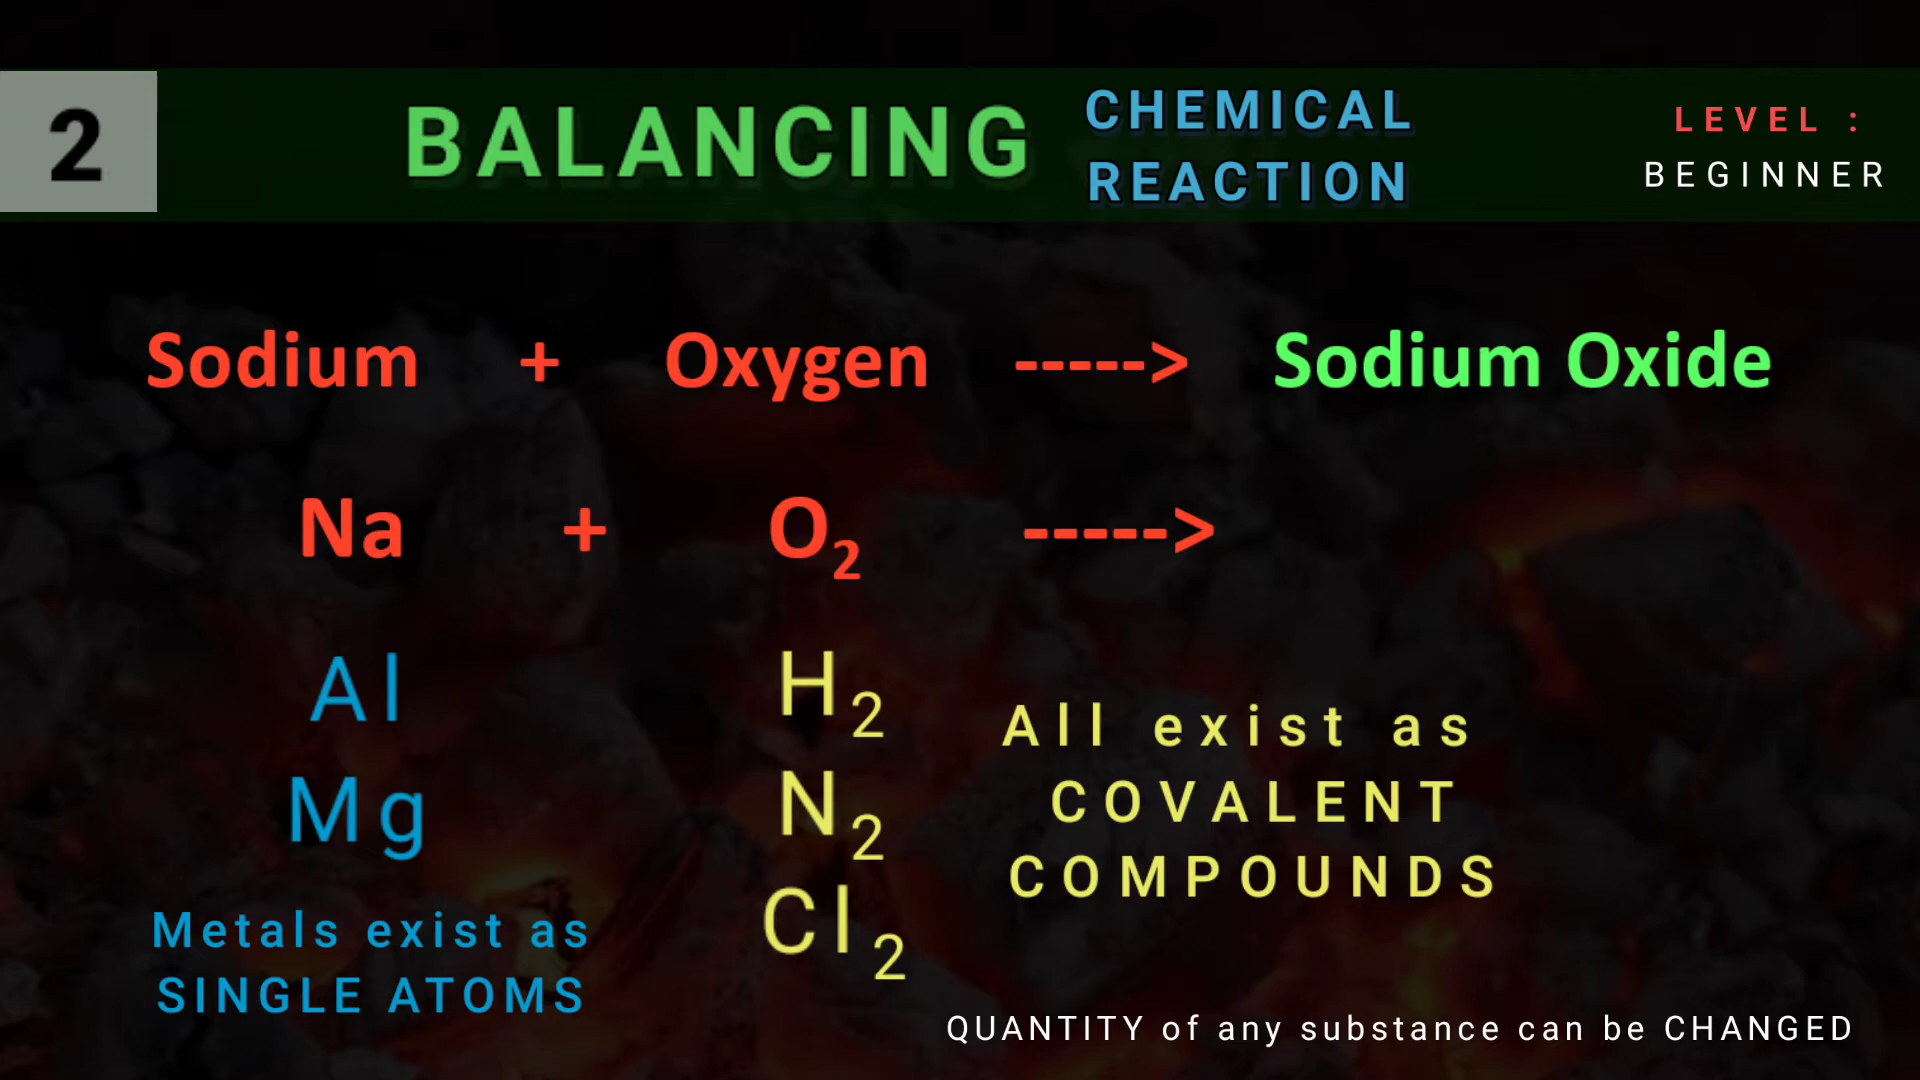 2
BALANCING
CHEMICAL
REACTION
LEVEL :
BEGINNER
Sodium + Oxygen -----> Sodium Oxide
Na + O₂ ----->
Al
Mg
Metals exist as
SINGLE ATOMS
H₂
N₂
Cl₂
All exist as
COVALENT
COMPOUNDS
QUANTITY of any substance can be CHANGED